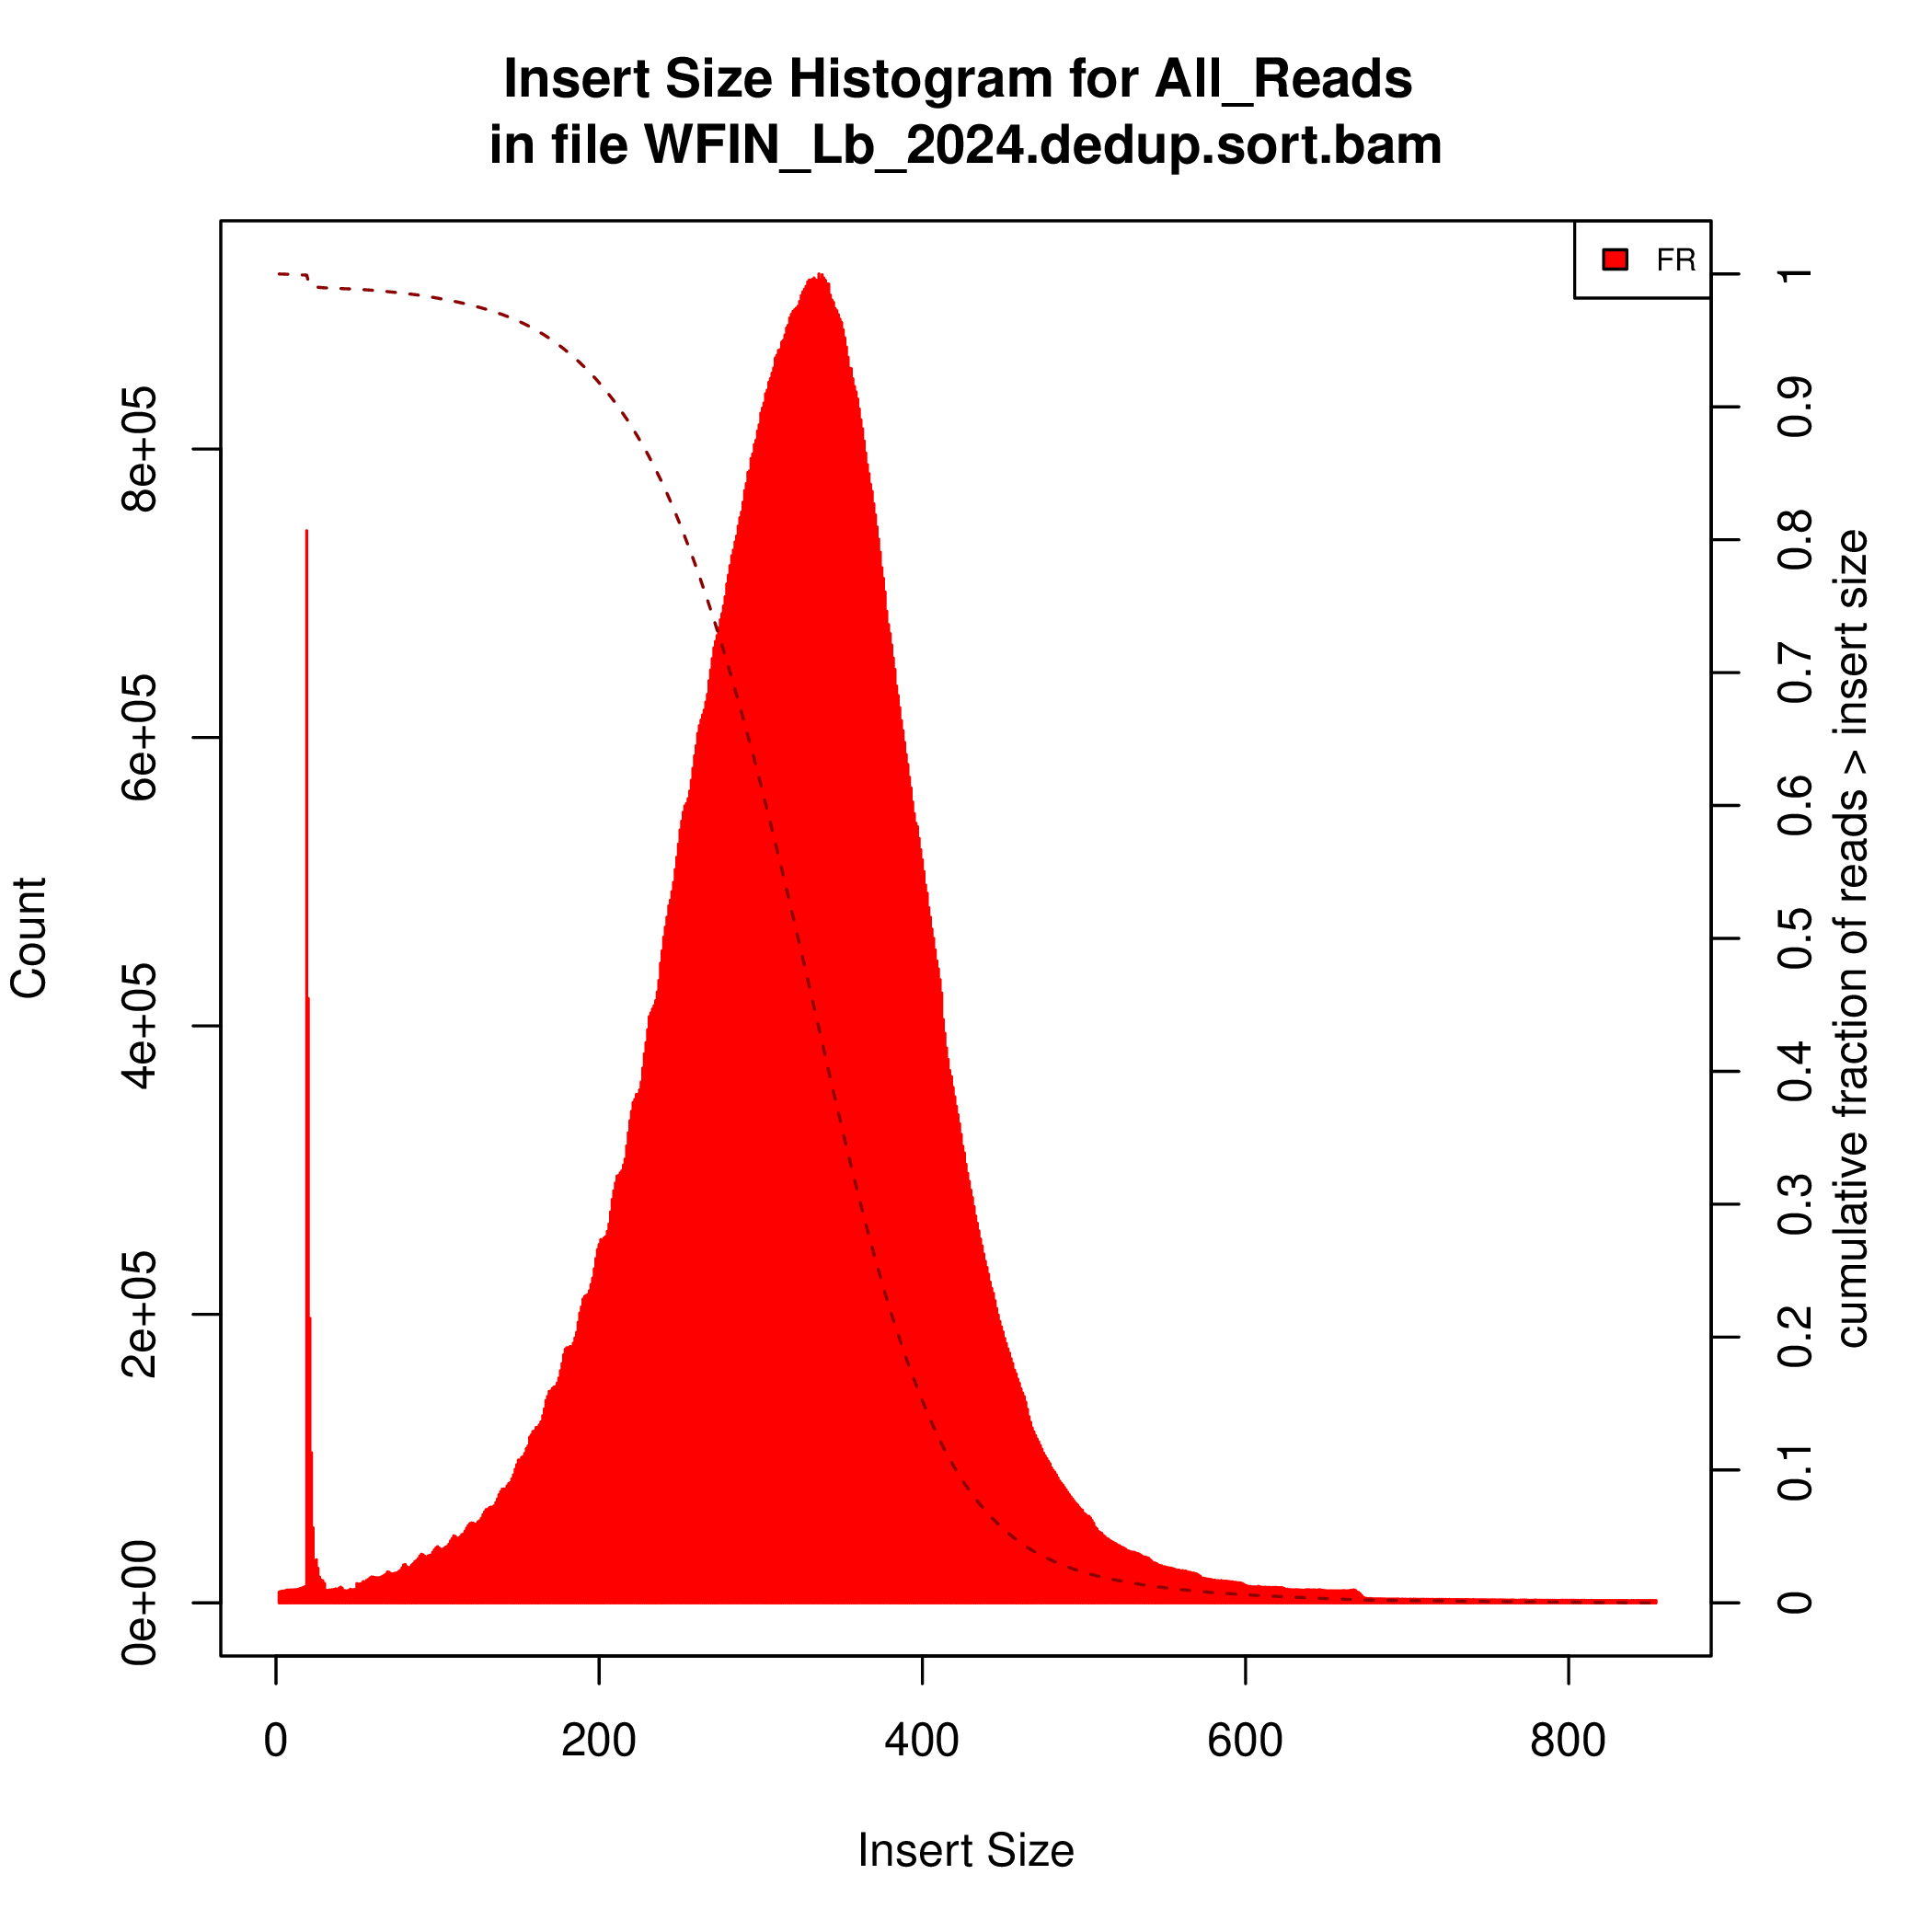 Insert Size Histogram for All_Reads
in file WFIN_Lb_2024.dedup.sort.bam
FR
Count
0e+00
2e+05
4e+05
6e+05
8e+05
0
200
400
600
800
Insert Size
0
0.1
0.2
0.3
0.4
0.5
0.6
0.7
0.8
0.9
1
cumulative fraction of reads > insert size